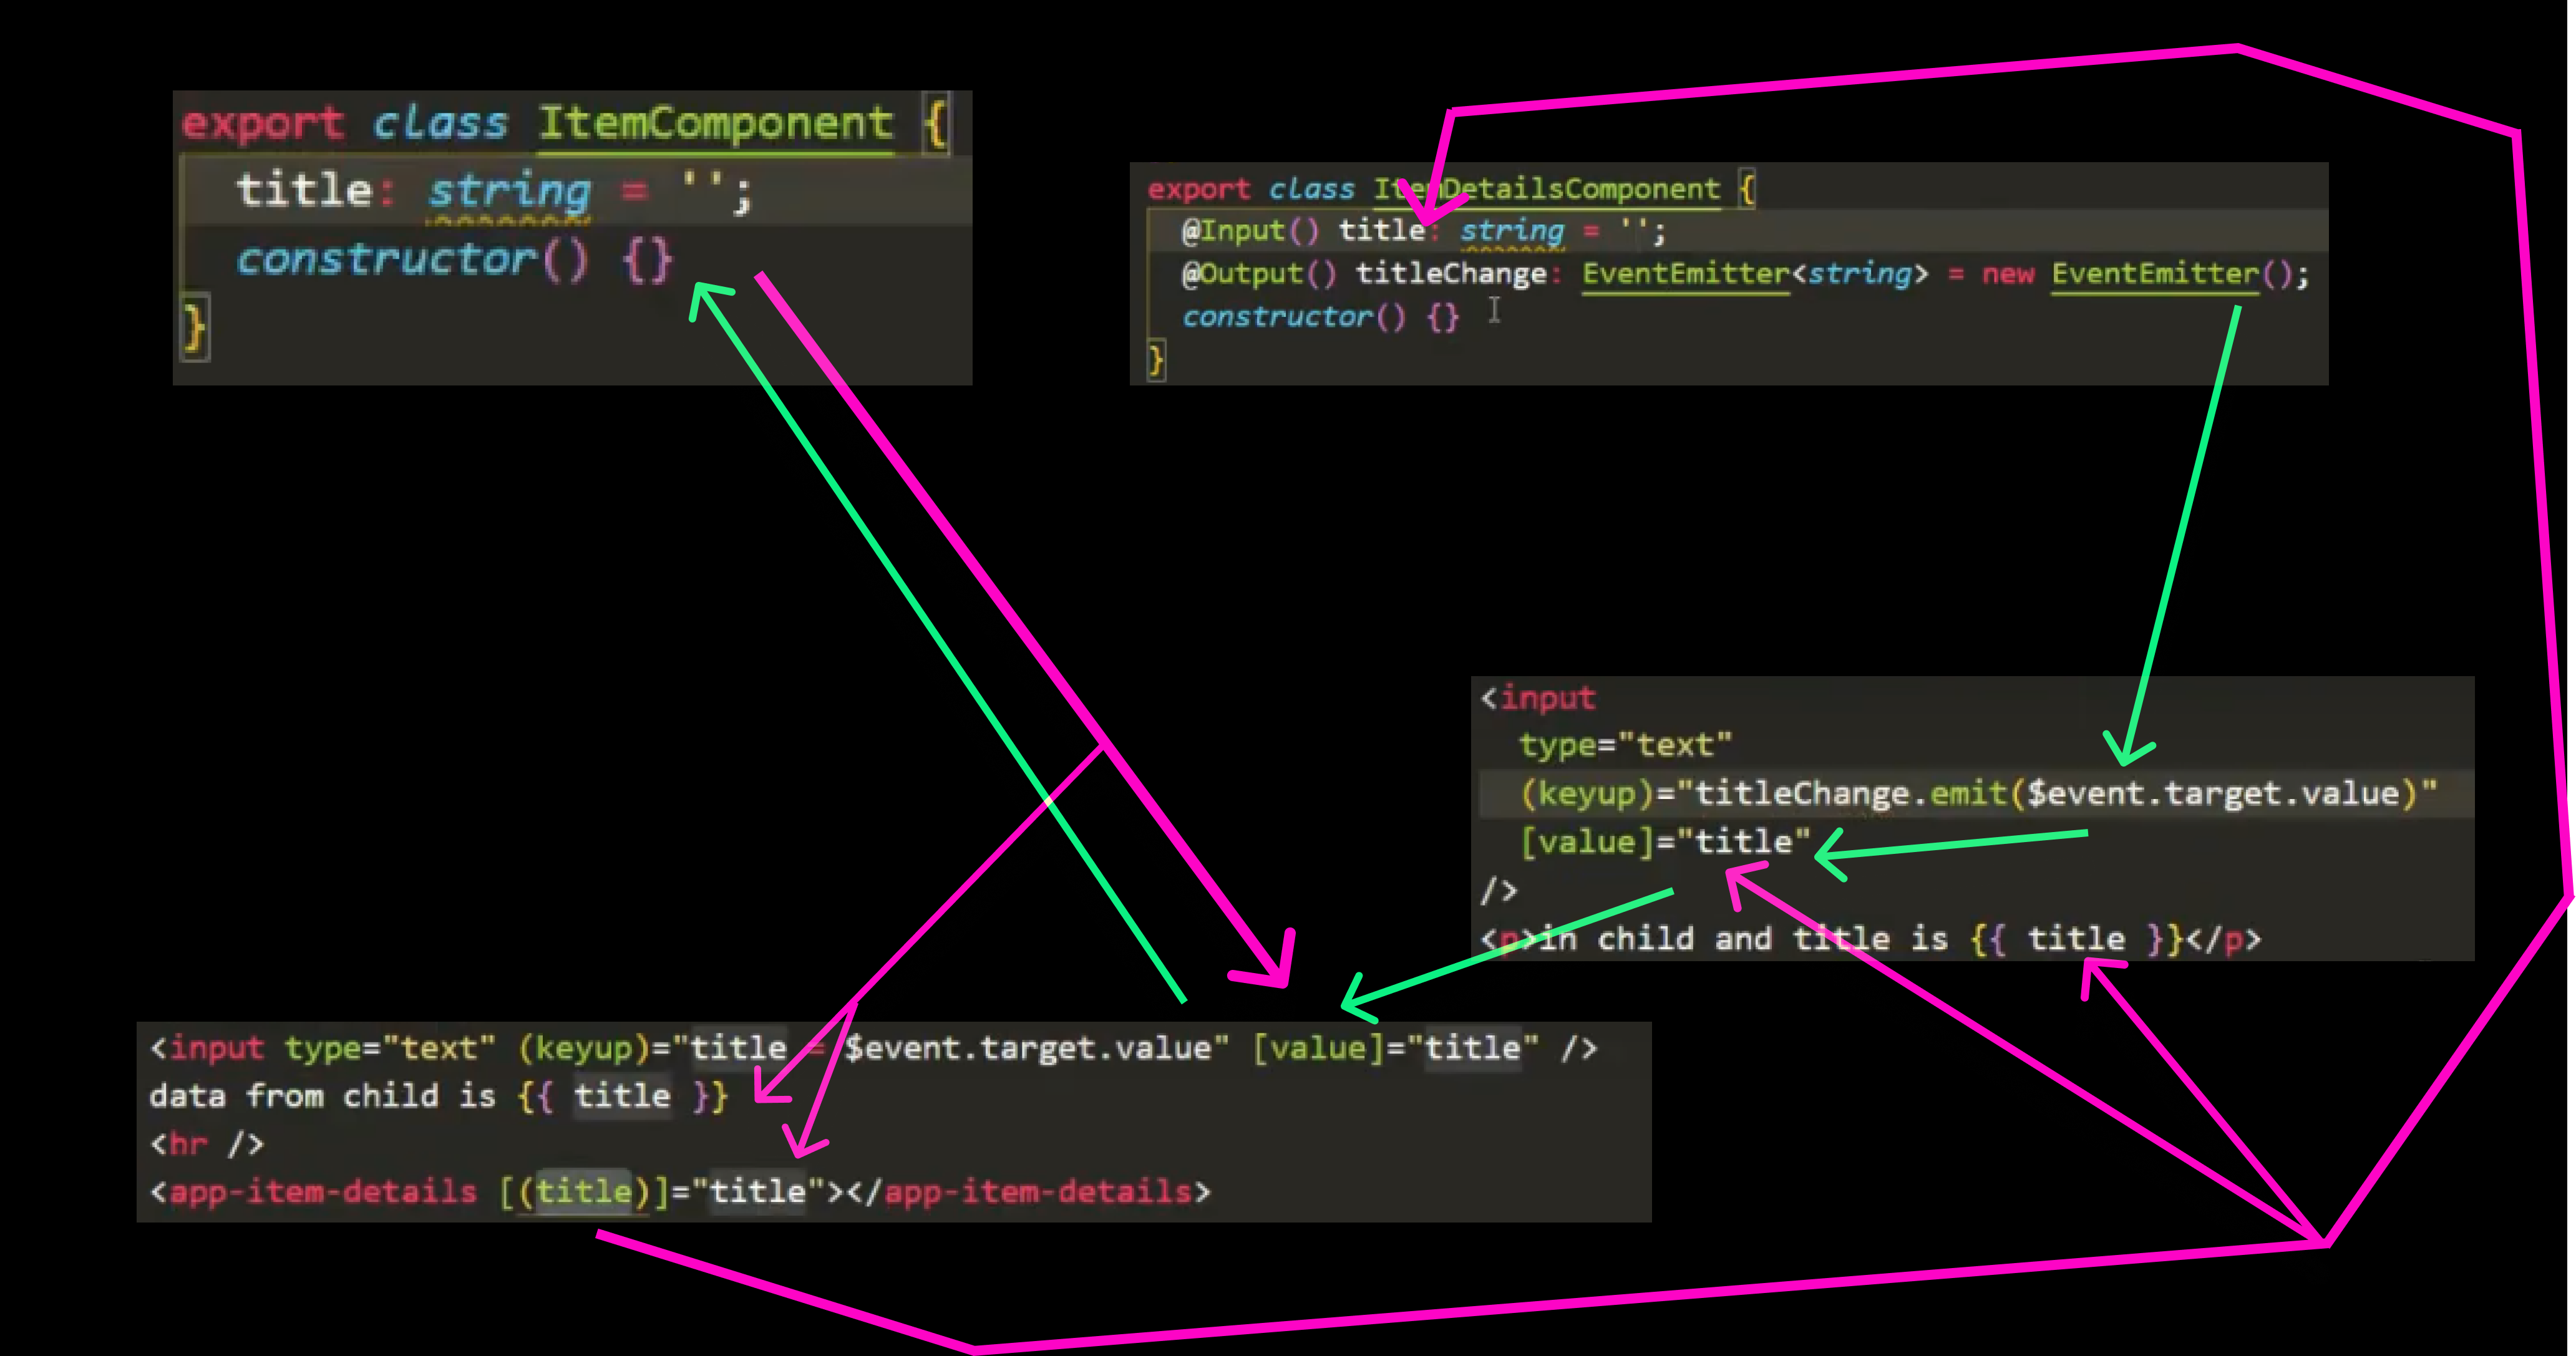 export class ItemComponent {
title: string = '';
constructor() {}
}
export class ItemDetailsComponent {
@Input() title: string = '';
@Output() titleChange: EventEmitter<string> = new EventEmitter();
constructor() {}
}
<input
type="text"
(keyup)="titleChange.emit($event.target.value)"
[value]="title"
/>
<p>in child and title is {{ title }}</p>
<input type="text" (keyup)="title = $event.target.value" [value]="title" />
data from child is {{ title }}
<hr />
<app-item-details [(title)]="title"></app-item-details>